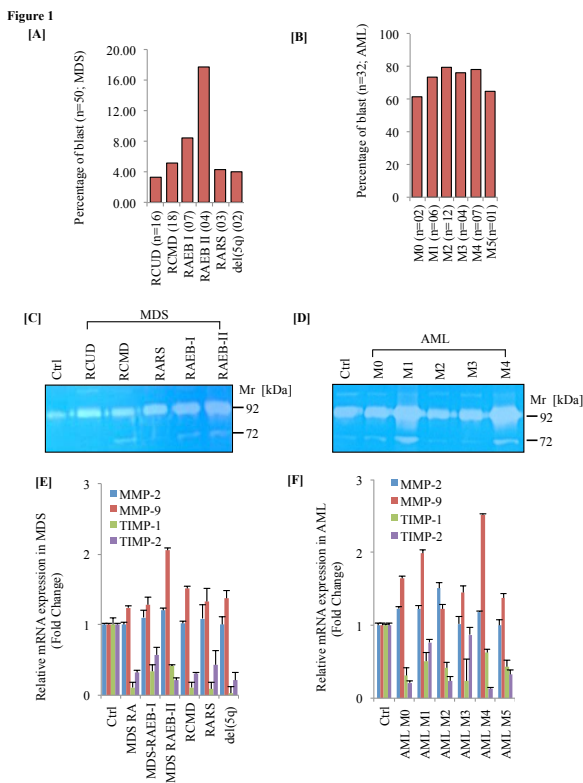 Figure 1
[A]
Percentage of blast (n=50; MDS)
20.00
16.00
12.00
8.00
4.00
0.00
RCUD (n=16)
RCMD (18)
RAEB I (07)
RAEB II (04)
RARS (03)
del(5q) (02)
[B]
Percentage of blast (n=32; AML)
100
80
60
40
20
0
M0 (n=02)
M1 (n=06)
M2 (n=12)
M3 (n=04)
M4 (n=07)
M5(n=01)
[C]
MDS
Ctrl
RCUD
RCMD
RARS
RAEB-I
RAEB-II
Mr [kDa]
92
72
[D]
AML
Ctrl
M0
M1
M2
M3
M4
Mr [kDa]
92
72
[E]
Relative mRNA expression in MDS
(Fold Change)
MMP-2
MMP-9
TIMP-1
TIMP-2
2
1
0
Ctrl
MDS RA
MDS-RAEB-I
MDS RAEB-II
RCMD
RARS
del(5q)
[F]
Relative mRNA expression in AML
(Fold Change)
MMP-2
MMP-9
TIMP-1
TIMP-2
3
2
1
0
Ctrl
AML M0
AML M1
AML M2
AML M3
AML M4
AML M5